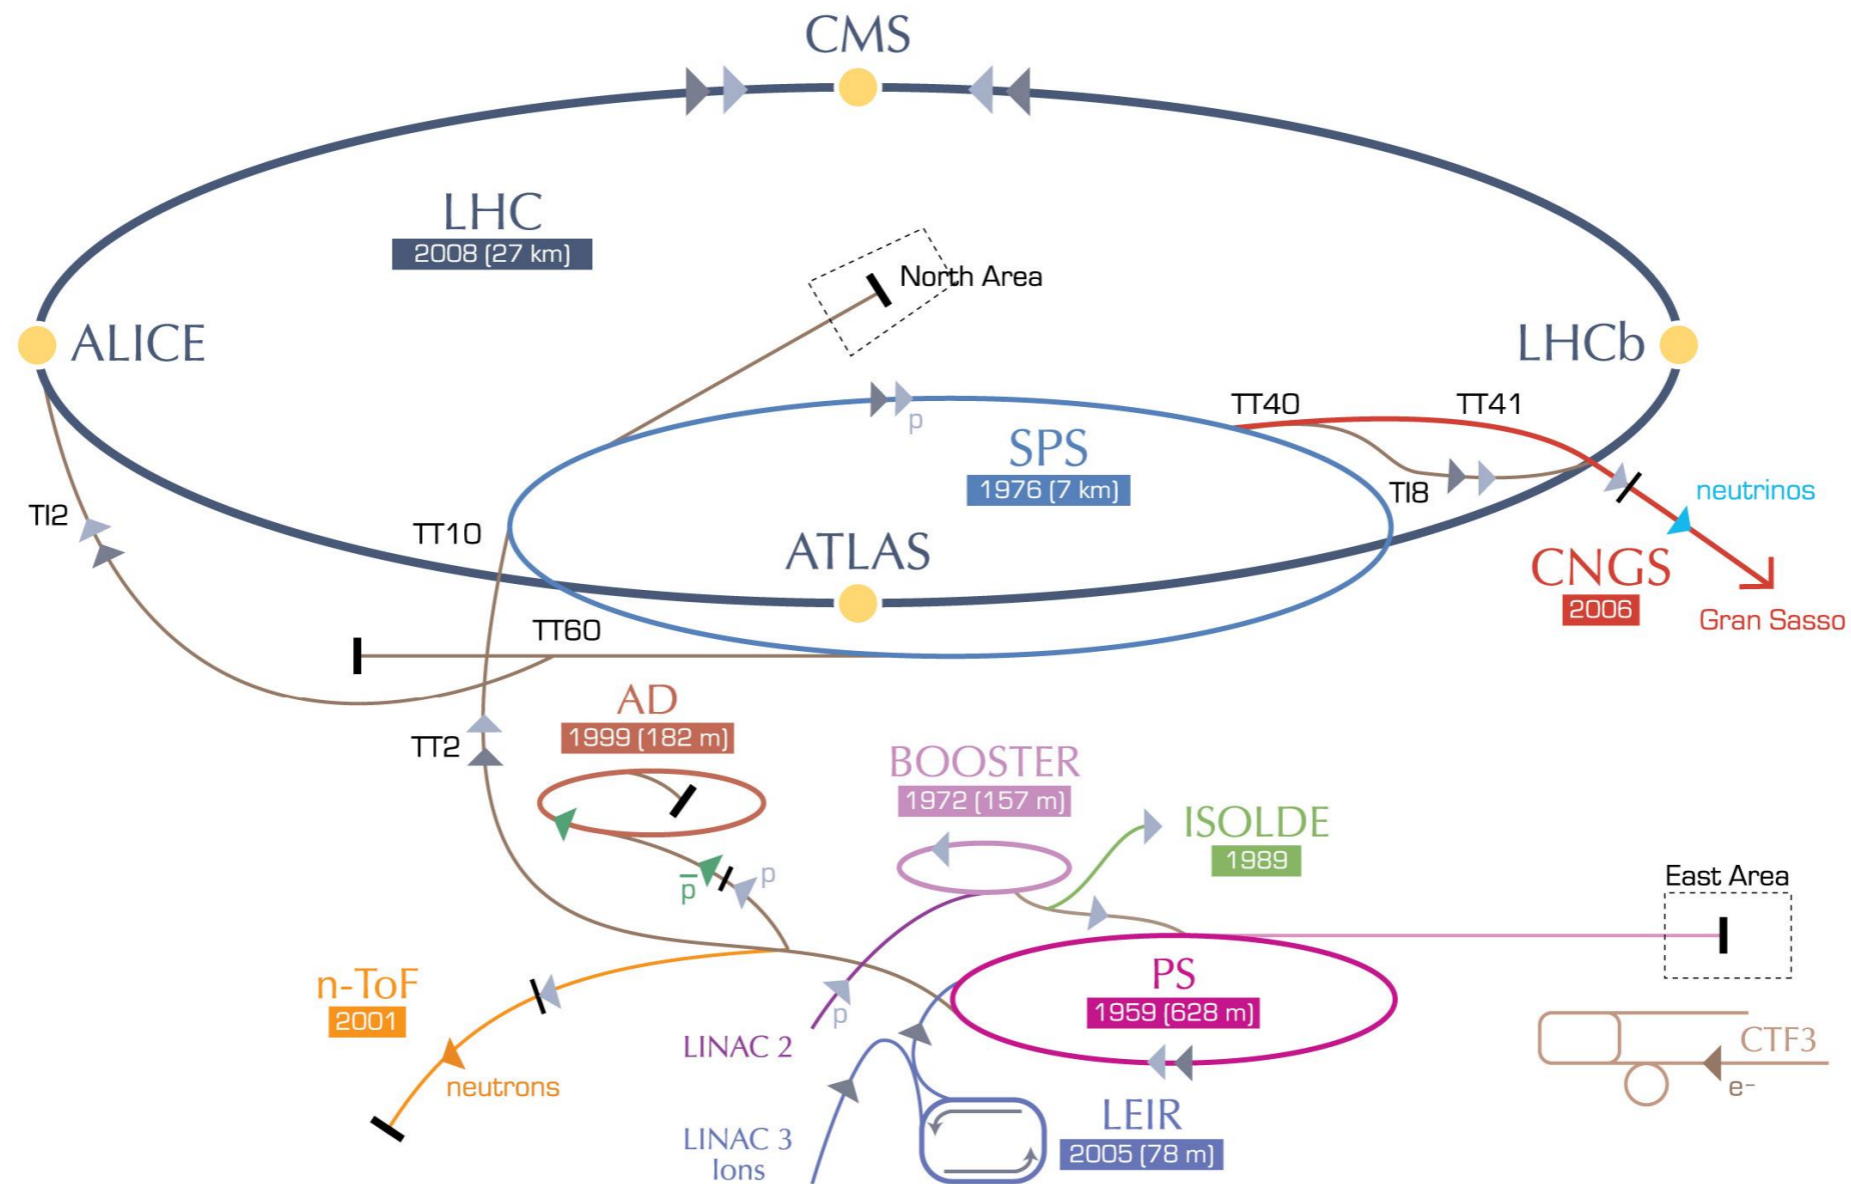 CMS
LHC
2008 (27 km)
North Area
ALICE
LHCb
TT40
TT41
p
SPS
1976 (7 km)
TI8
neutrinos
TI2
TT10
ATLAS
CNGS
2006
Gran Sasso
TT60
AD
1999 (182 m)
TT2
BOOSTER
1972 (157 m)
ISOLDE
1989
p̅
p
East Area
n-ToF
2001
PS
1959 (628 m)
p
LINAC 2
neutrons
CTF3
e⁻
LEIR
2005 (78 m)
LINAC 3
Ions